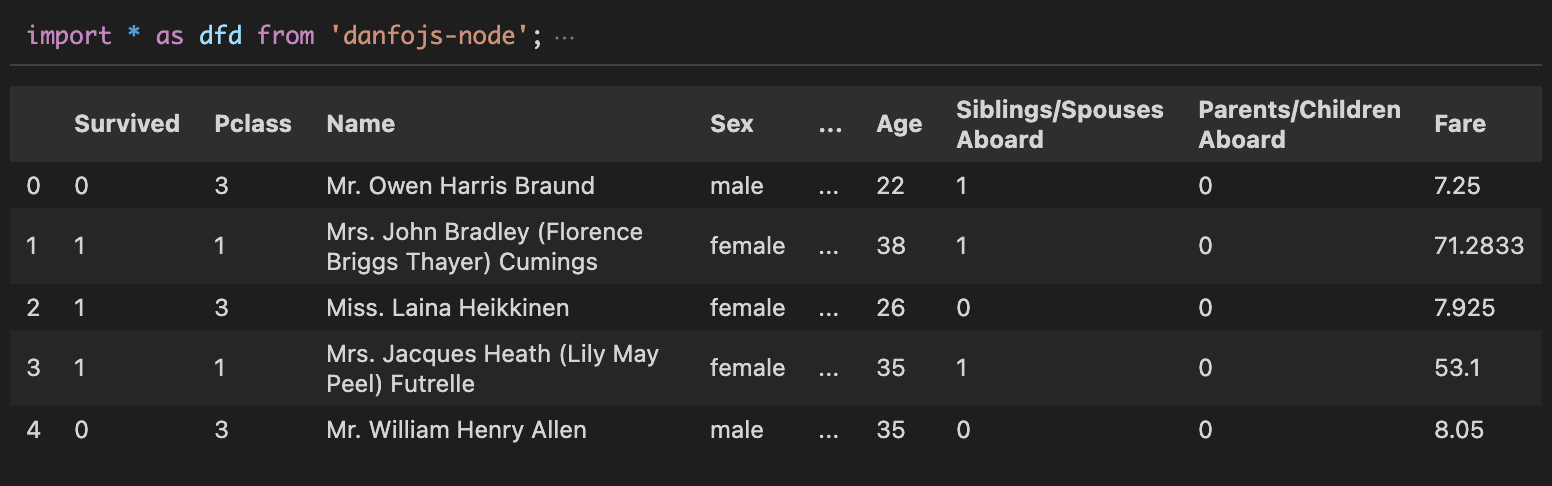 import * as dfd from 'danfojs-node'; ...
Survived Pclass Name Sex ... Age Siblings/Spouses Aboard Parents/Children Aboard Fare
0 0 3 Mr. Owen Harris Braund male ... 22 1 0 7.25
1 1 1 Mrs. John Bradley (Florence Briggs Thayer) Cumings female ... 38 1 0 71.2833
2 1 3 Miss. Laina Heikkinen female ... 26 0 0 7.925
3 1 1 Mrs. Jacques Heath (Lily May Peel) Futrelle female ... 35 1 0 53.1
4 0 3 Mr. William Henry Allen male ... 35 0 0 8.05